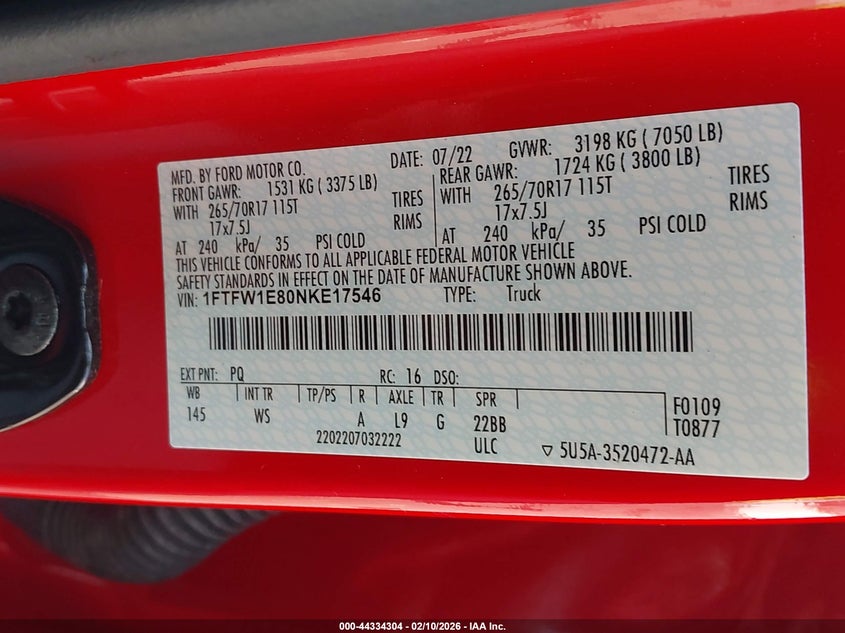 MFD. BY FORD MOTOR CO. DATE: 07/22 GVWR: 3198 KG ( 7050 LB)
FRONT GAWR: 1531 KG ( 3375 LB) REAR GAWR: 1724 KG ( 3800 LB)
WITH 265/70R17 115T TIRES WITH 265/70R17 115T TIRES
17x7.5J RIMS 17x7.5J RIMS
AT 240 kPa/ 35 PSI COLD AT 240 kPa/ 35 PSI COLD
THIS VEHICLE CONFORMS TO ALL APPLICABLE FEDERAL MOTOR VEHICLE
SAFETY STANDARDS IN EFFECT ON THE DATE OF MANUFACTURE SHOWN ABOVE.
VIN: 1FTFW1E80NKE17546 TYPE: Truck
EXT PNT: PQ RC: 16 DSO:
WB INT TR TP/PS R AXLE TR SPR
145 WS A L9 G 22BB
F0109
T0877
2202207032222 ULC ▽ 5U5A-3520472-AA
000-44334304 - 02/10/2026 - IAA Inc.